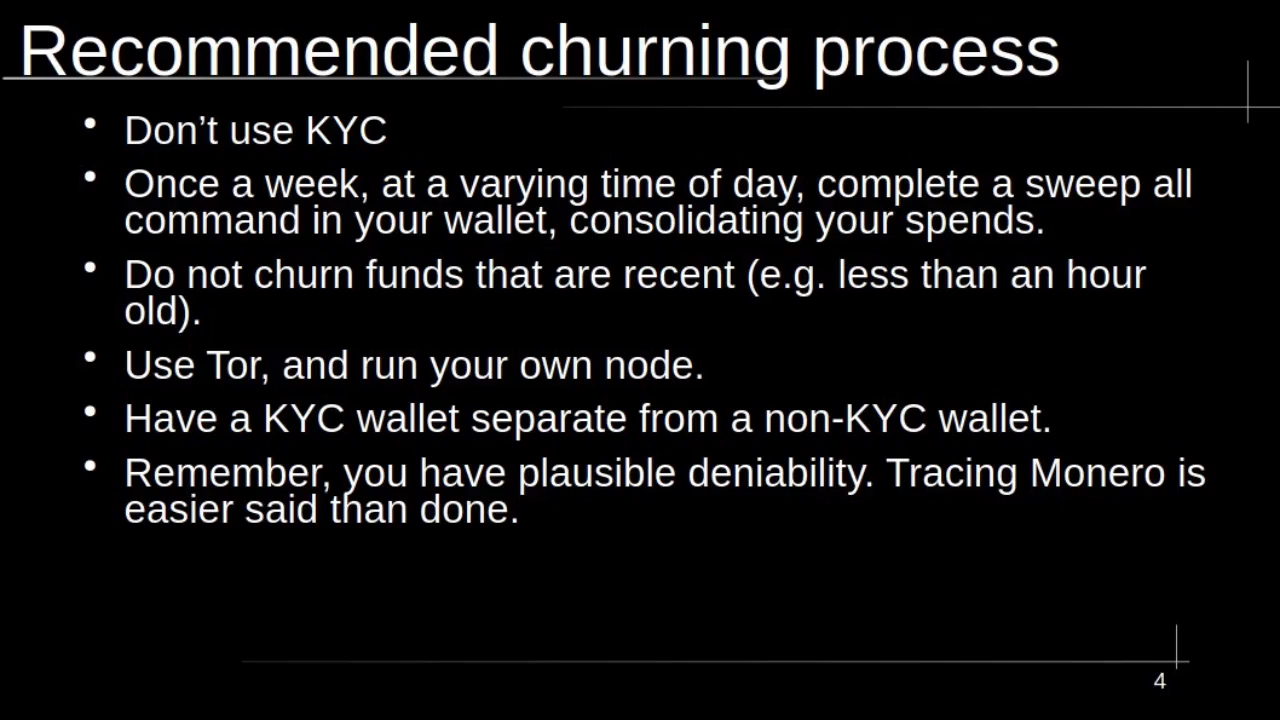 Recommended churning process
• Don’t use KYC
• Once a week, at a varying time of day, complete a sweep all
command in your wallet, consolidating your spends.
• Do not churn funds that are recent (e.g. less than an hour
old).
• Use Tor, and run your own node.
• Have a KYC wallet separate from a non-KYC wallet.
• Remember, you have plausible deniability. Tracing Monero is
easier said than done.
4